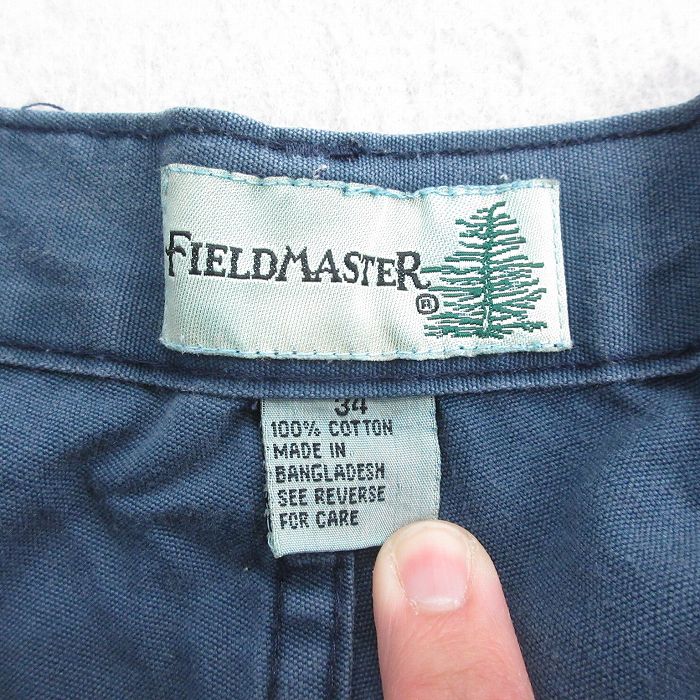 FIELDMASTER®
34
100% COTTON
MADE IN
BANGLADESH
SEE REVERSE
FOR CARE